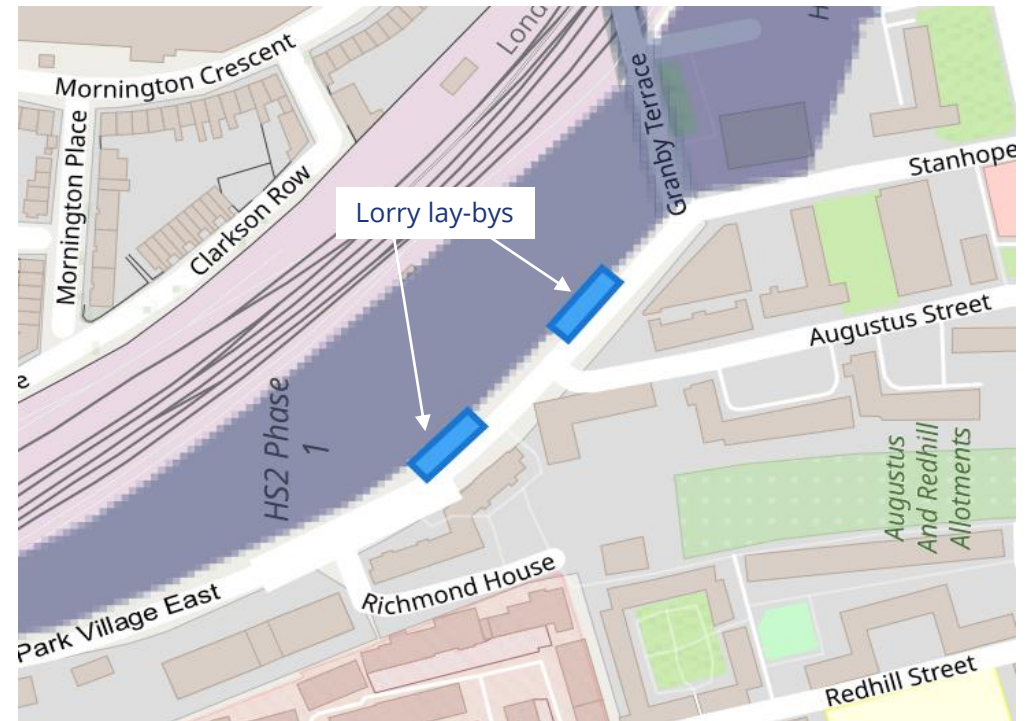 Lond
H
Mornington Crescent
Mornington Place
Clarkson Row
Granby Terrace
Stanhope
Lorry lay-bys
Augustus Street
e
HS2 Phase
1
Augustus
And Redhill
Allotments
Richmond House
Park Village East
Redhill Street